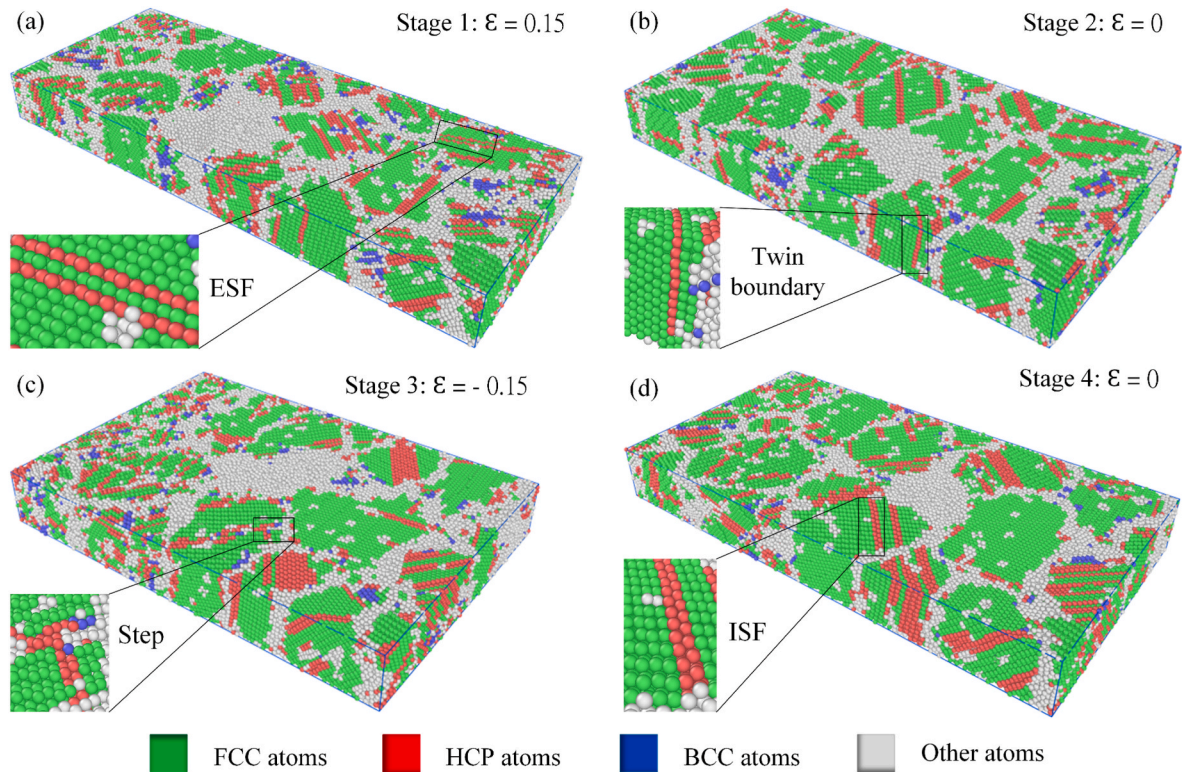 (a)
Stage 1: Ɛ = 0.15
ESF
(b)
Stage 2: Ɛ = 0
Twin
boundary
(c)
Stage 3: Ɛ = - 0.15
Step
(d)
Stage 4: Ɛ = 0
ISF
FCC atoms
HCP atoms
BCC atoms
Other atoms